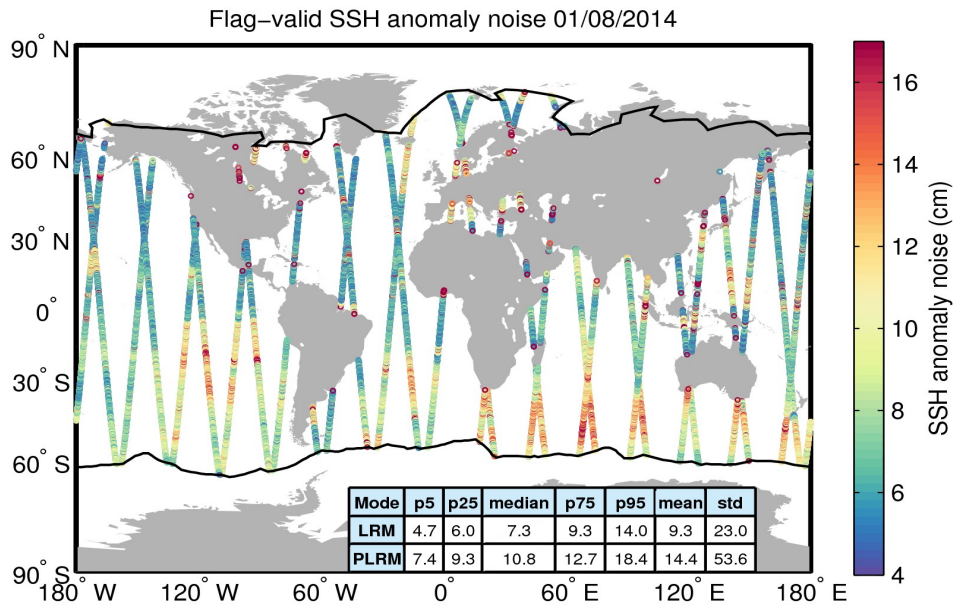 Flag−valid SSH anomaly noise 01/08/2014
90° N
60° N
30° N
0°
30° S
60° S
90° S
180° W
120° W
60° W
0°
60° E
120° E
180° E
16
14
12
10
8
6
4
SSH anomaly noise (cm)
Mode p5 p25 median p75 p95 mean std
LRM 4.7 6.0 7.3 9.3 14.0 9.3 23.0
PLRM 7.4 9.3 10.8 12.7 18.4 14.4 53.6